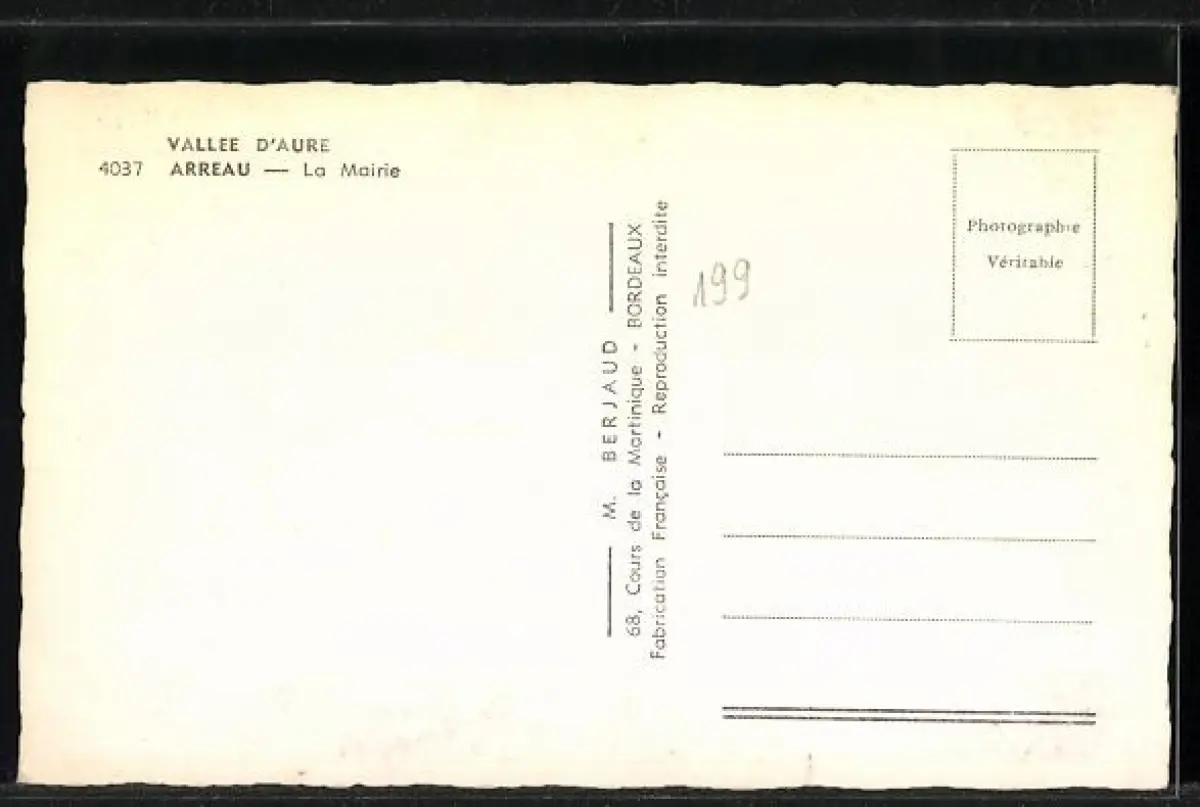 VALLEE D'AURE
4037 ARREAU — La Mairie
M. BERJAUD
68, Cours de la Martinique - BORDEAUX
Fabrication Française - Reproduction interdite
199
Photographie
Véritable